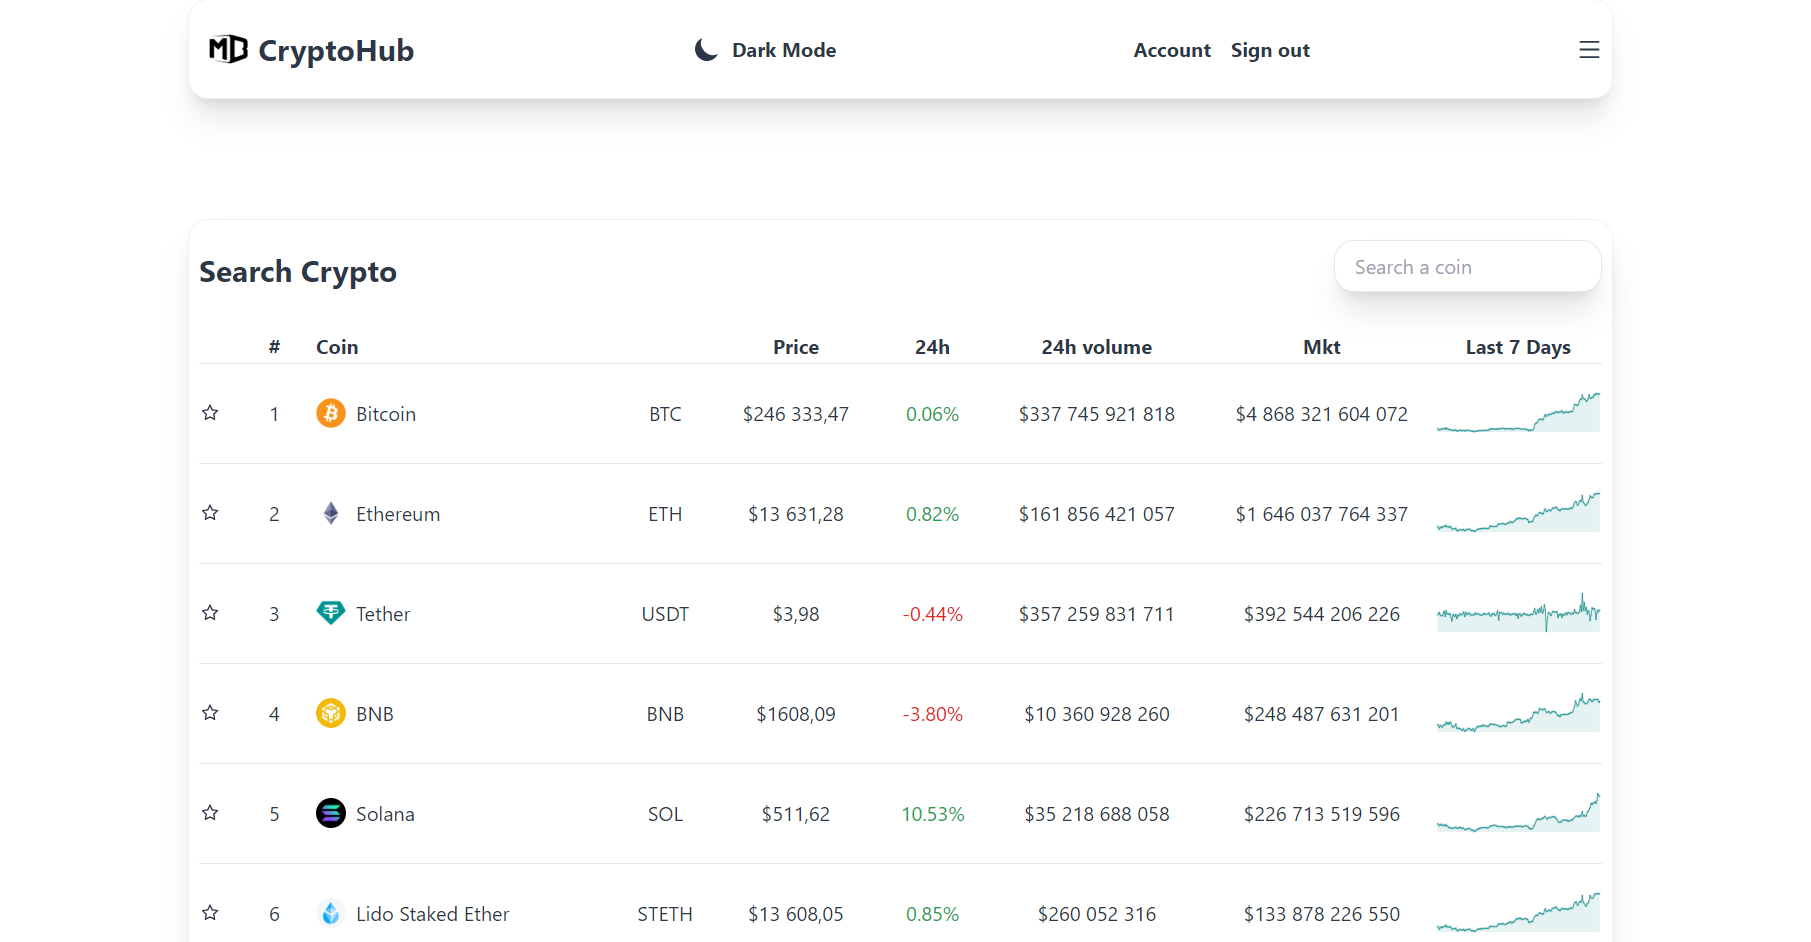 MB CryptoHub Dark Mode Account Sign out
Search Crypto Search a coin
# Coin Price 24h 24h volume Mkt Last 7 Days
1 Bitcoin BTC $246 333,47 0.06% $337 745 921 818 $4 868 321 604 072
2 Ethereum ETH $13 631,28 0.82% $161 856 421 057 $1 646 037 764 337
3 Tether USDT $3,98 -0.44% $357 259 831 711 $392 544 206 226
4 BNB BNB $1608,09 -3.80% $10 360 928 260 $248 487 631 201
5 Solana SOL $511,62 10.53% $35 218 688 058 $226 713 519 596
6 Lido Staked Ether STETH $13 608,05 0.85% $260 052 316 $133 878 226 550